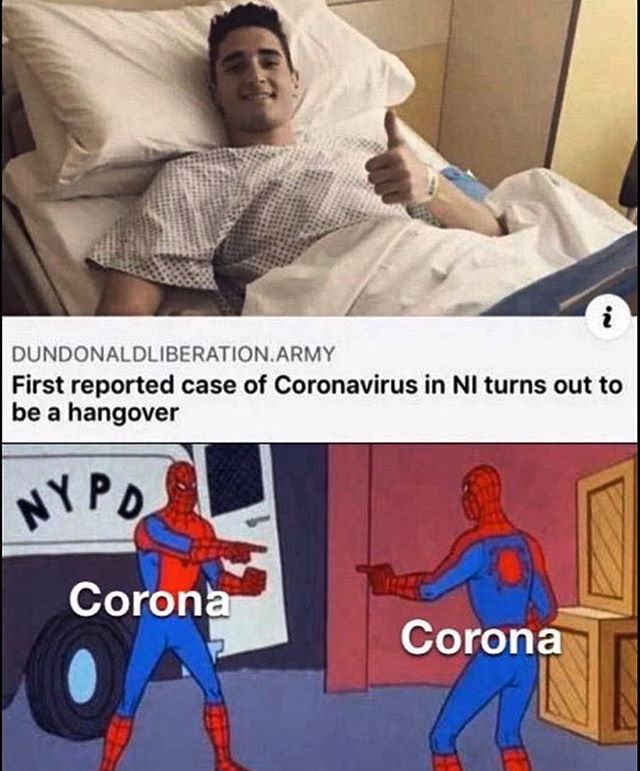 DUNDONALDLIBERATION.ARMY
First reported case of Coronavirus in NI turns out to
be a hangover
NYPD
Corona
Corona